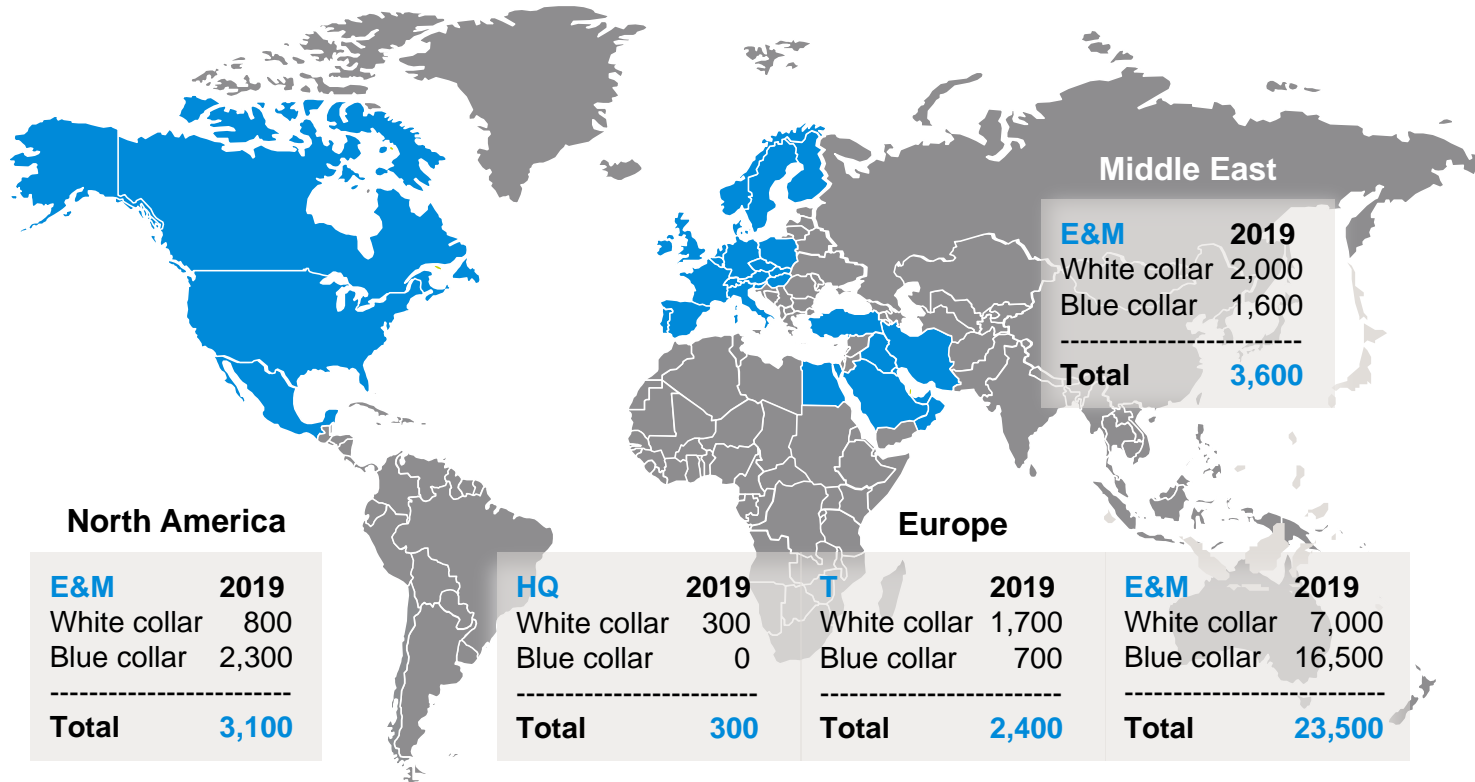 Middle East
E&M 2019
White collar 2,000
Blue collar 1,600
-------------------------
Total 3,600
North America
E&M 2019
White collar 800
Blue collar 2,300
-------------------------
Total 3,100
Europe
HQ 2019
White collar 300
Blue collar 0
-------------------------
Total 300
T 2019
White collar 1,700
Blue collar 700
-------------------------
Total 2,400
E&M 2019
White collar 7,000
Blue collar 16,500
---------------------------
Total 23,500